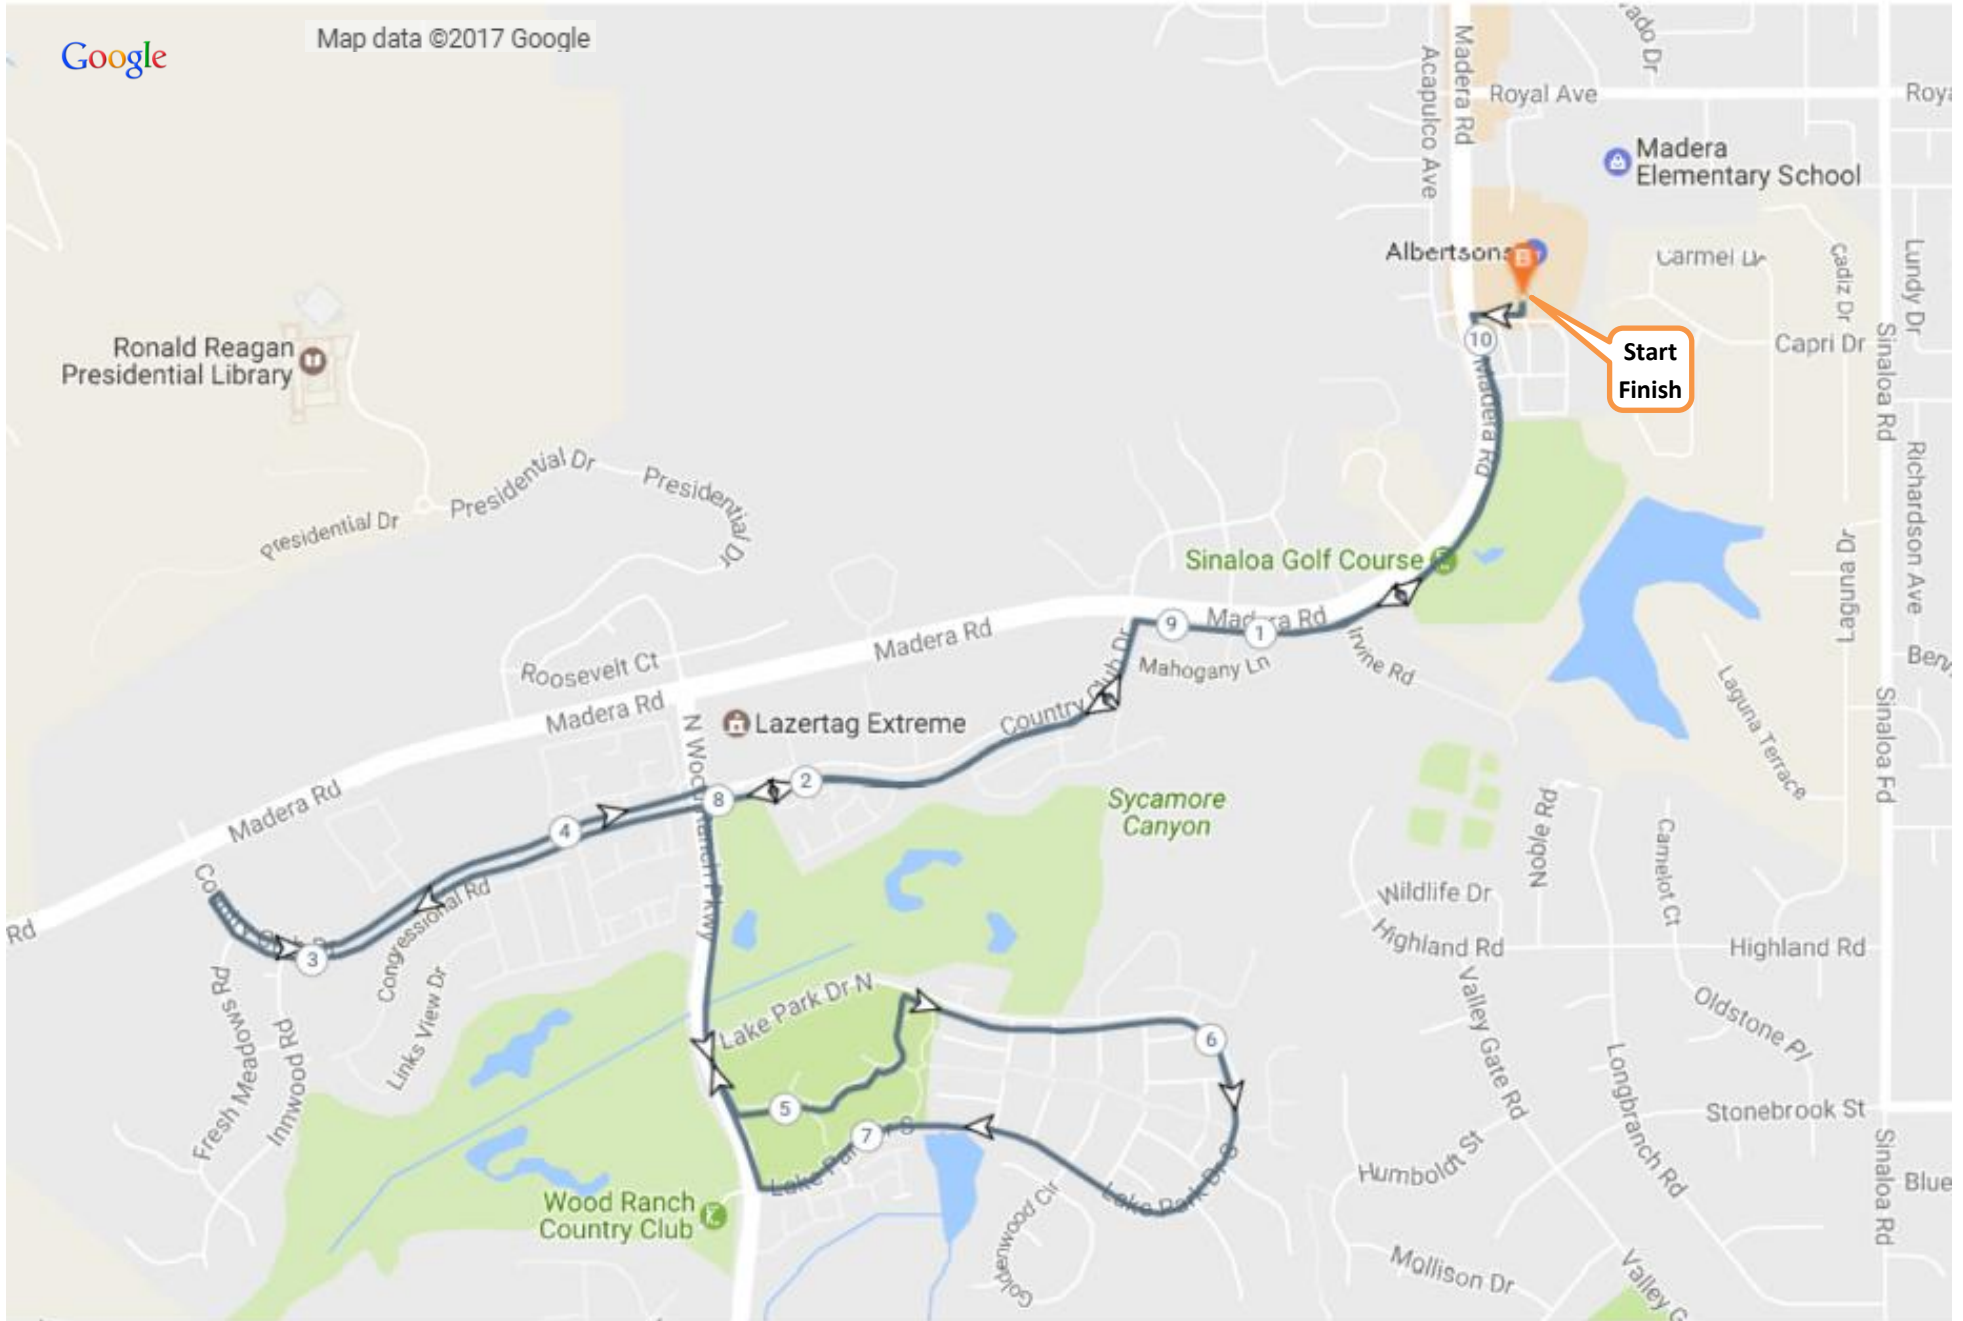 Google
Map data ©2017 Google
Madera Rd
Acapulco Ave
Royal Ave
Madera
Elementary School
Albertsons
B
Carmel Dr
Cadiz Dr
Lundy Dr
Capri Dr
Sinaloa Rd
Start
Finish
10
Madera Rd
Ronald Reagan
Presidential Library
Presidential Dr
Presidential Dr
Presidential Dr
Richardson Ave
Laguna Dr
Sinaloa Golf Course
Madera Rd
9
1
Irvine Rd
Mahogany Ln
Madera Rd
Roosevelt Ct
Madera Rd
Country Club Dr
Laguna Terrace
Lazertag Extreme
2
8
4
3
Madera Rd
Rd
Congressional Rd
Links View Dr
Fresh Meadows Rd
Innwood Rd
Sycamore
Canyon
Noble Rd
Camelot Ct
Wildlife Dr
Highland Rd
Highland Rd
Valley Gate Rd
Longbranch Rd
Oldstone Pl
Stonebrook St
Sinaloa Rd
Humboldt St
Mollison Dr
Lake Park Dr N
6
5
7
Lake Park Dr S
Goldenwood Cir
Wood Ranch
Country Club